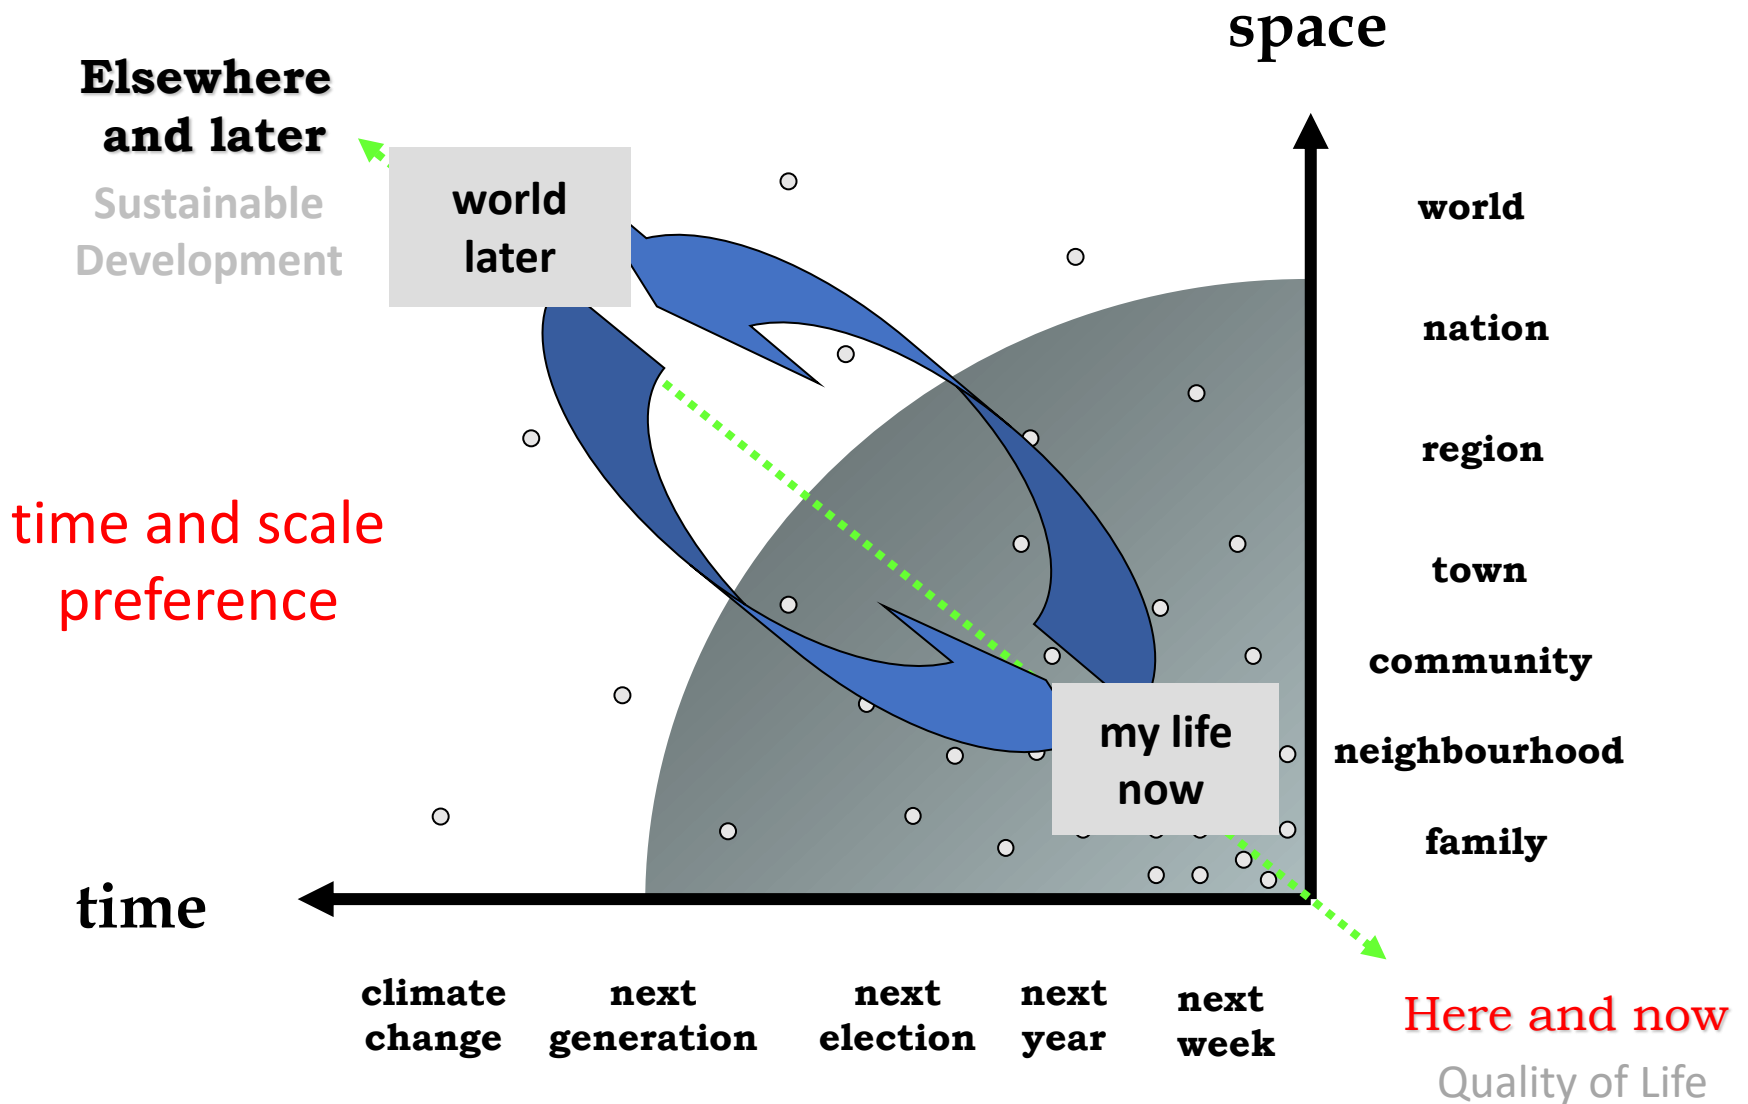 space
Elsewhere
and later
Sustainable
Development
world
later
world
nation
region
time and scale
preference
town
community
my life
now
neighbourhood
family
time
climate
change
next
generation
next
election
next
year
next
week
Here and now
Quality of Life